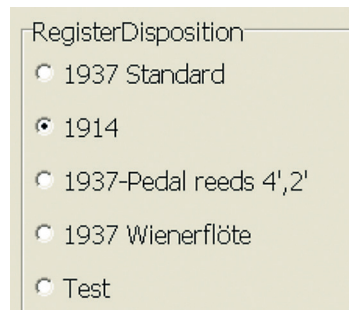 RegisterDisposition
1937 Standard
1914
1937-Pedal reeds 4',2'
1937 Wienerflöte
Test